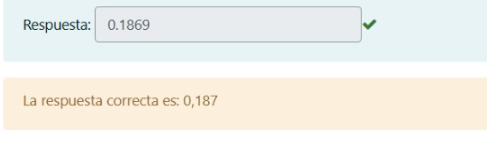 Respuesta: 0.1869
La respuesta correcta es: 0,187